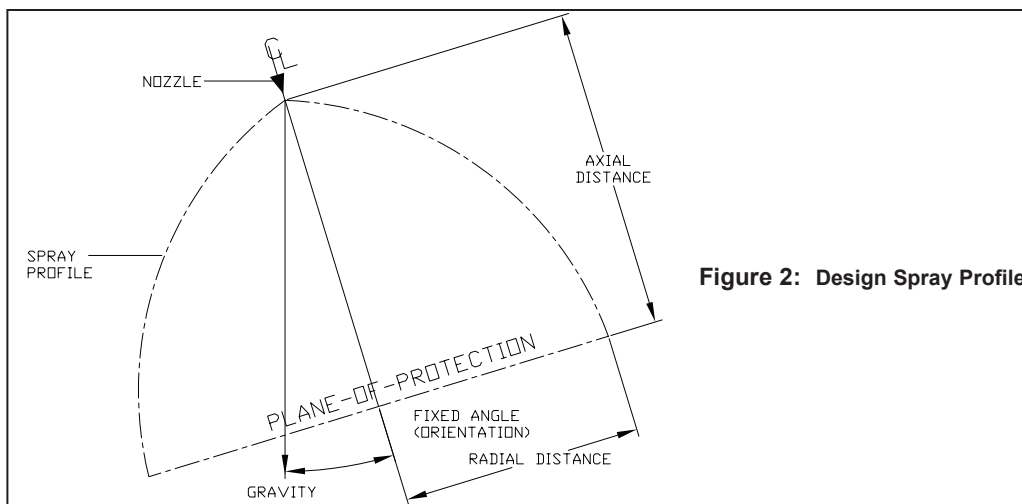 CL
NOZZLE
AXIAL
DISTANCE
SPRAY
PROFILE
Figure 2: Design Spray Profile
PLANE-OF-PROTECTION
FIXED ANGLE
(ORIENTATION)
RADIAL DISTANCE
GRAVITY